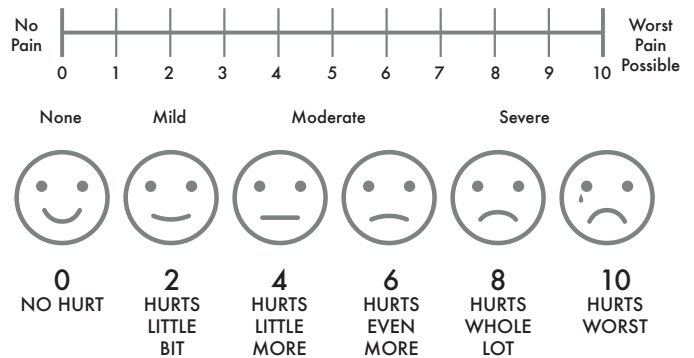 No
Pain
Worst
Pain
Possible
0 1 2 3 4 5 6 7 8 9 10
None Mild Moderate Severe
0
NO HURT
2
HURTS
LITTLE
BIT
4
HURTS
LITTLE
MORE
6
HURTS
EVEN
MORE
8
HURTS
WHOLE
LOT
10
HURTS
WORST